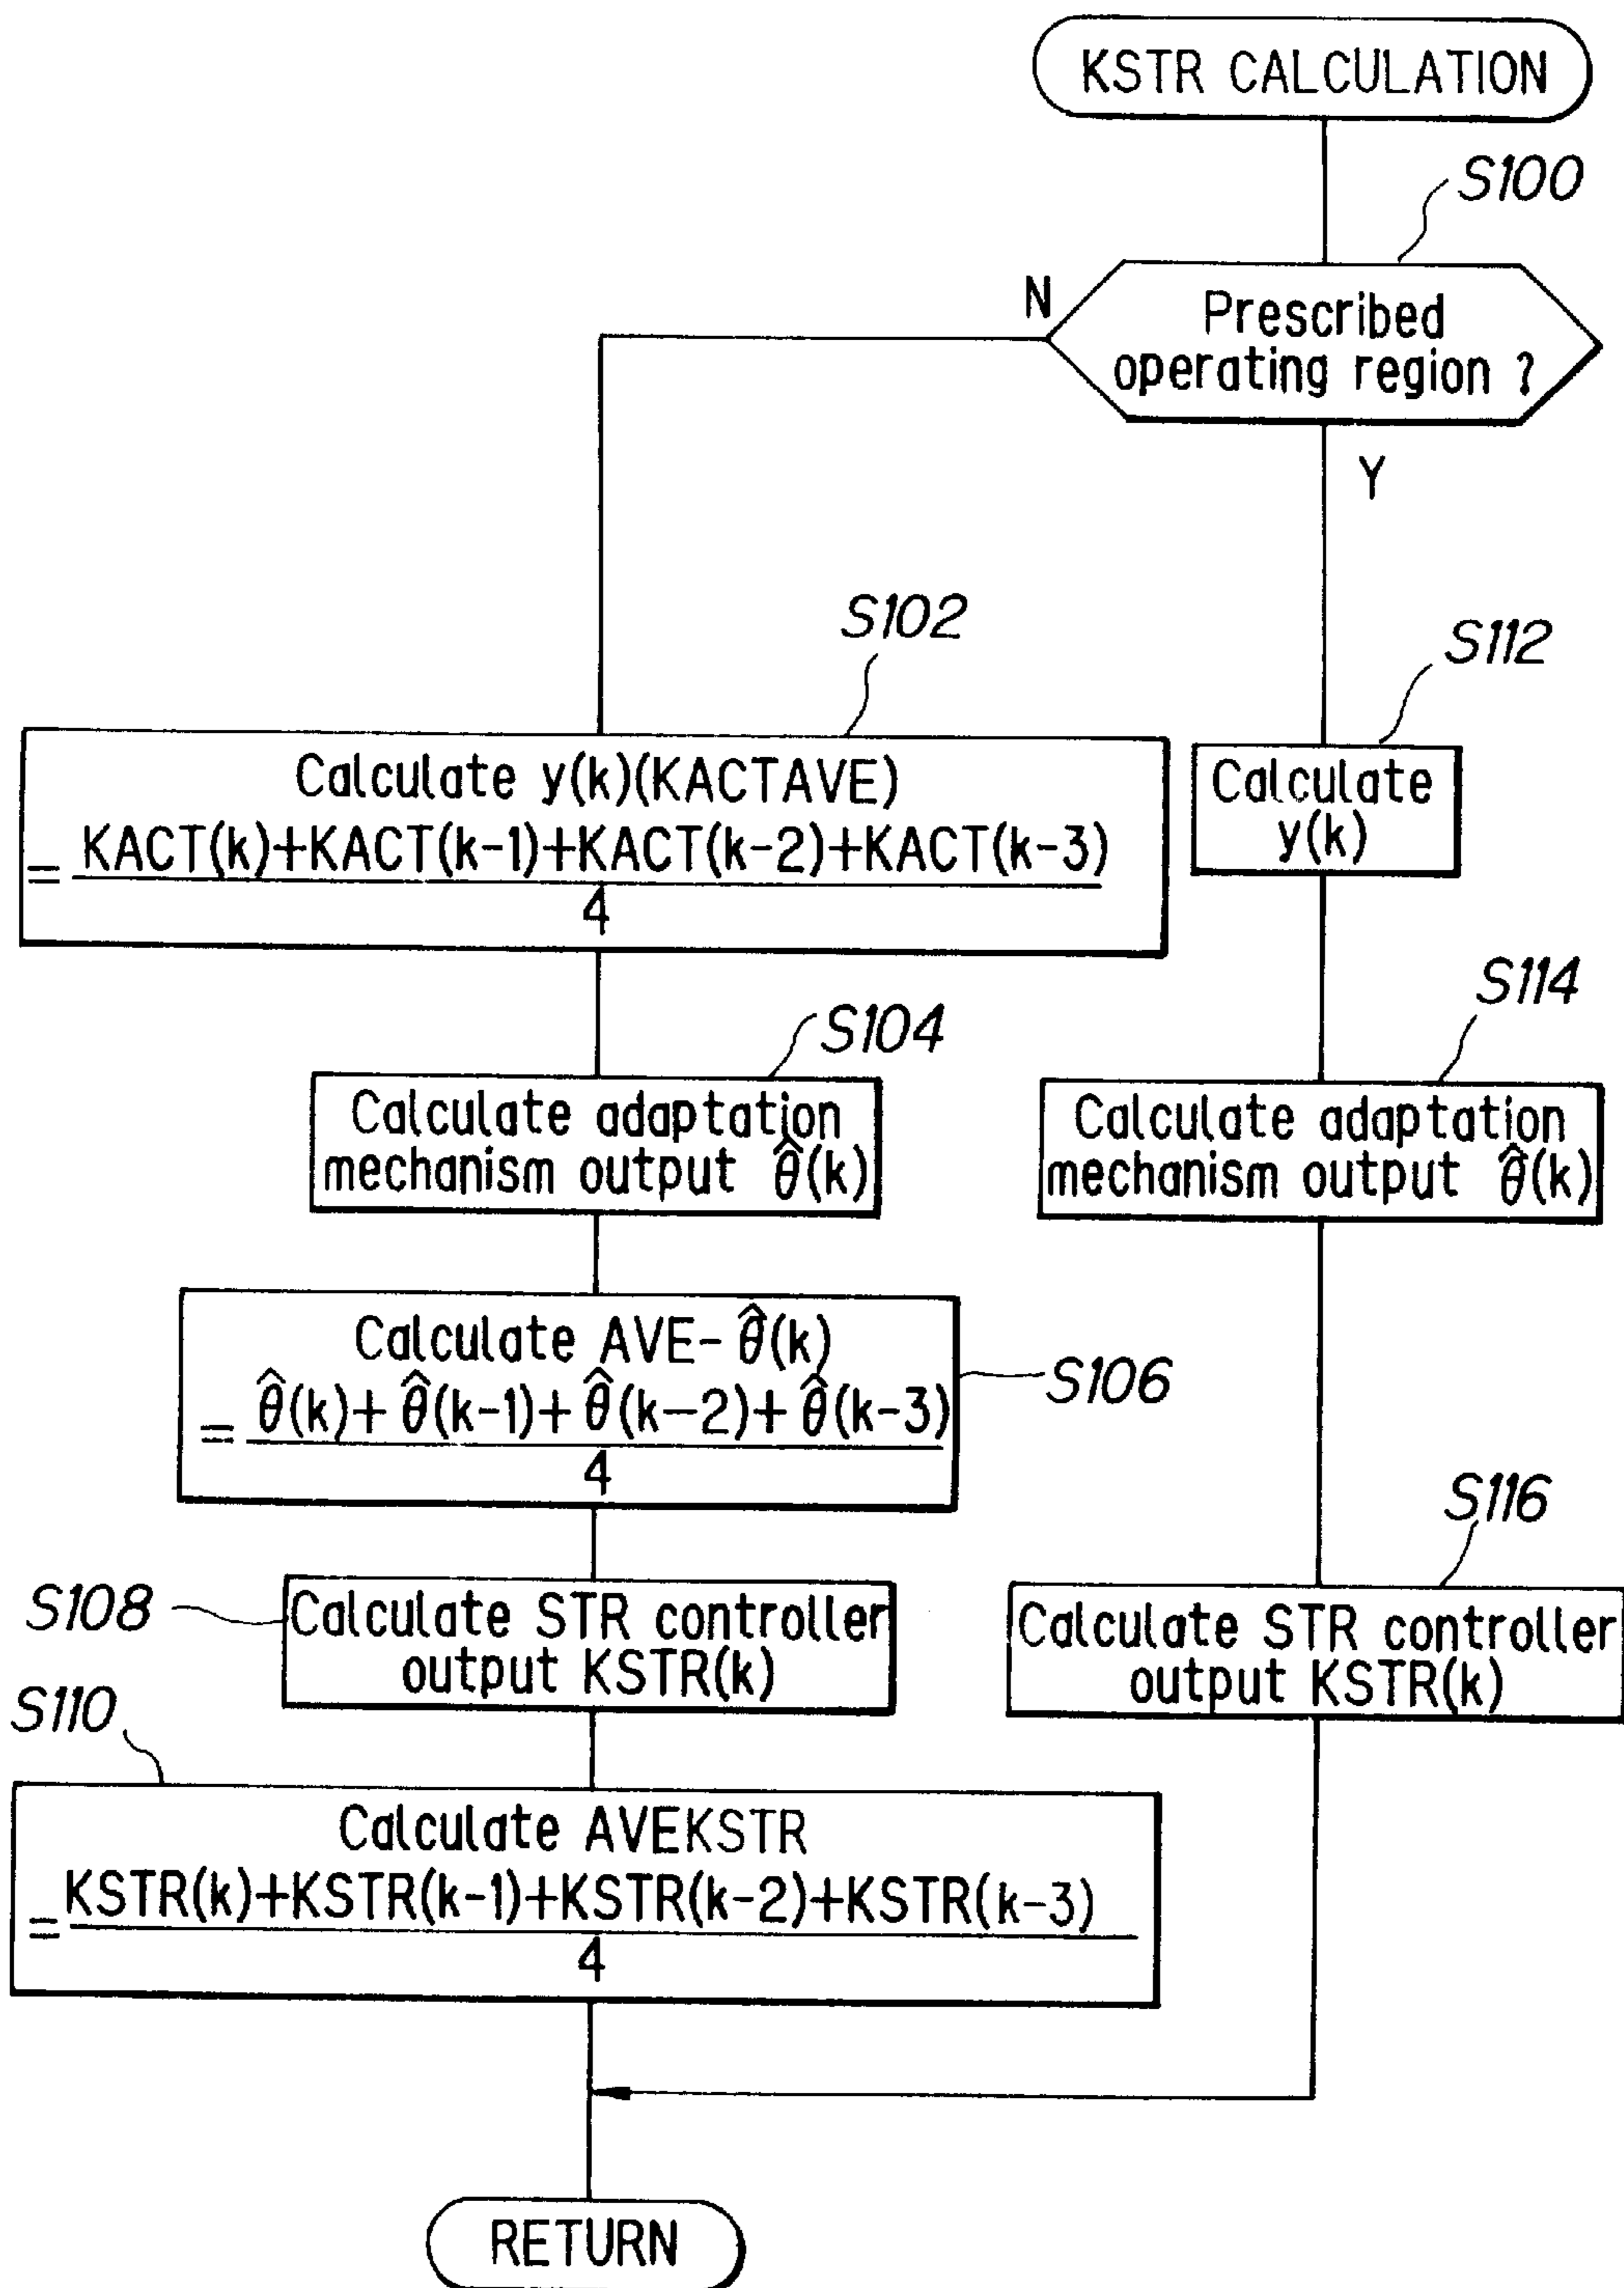 KSTR CALCULATION
S100
N
Prescribed
operating region ?
Y
S102
Calculate y(k)(KACTAVE)
= KACT(k)+KACT(k-1)+KACT(k-2)+KACT(k-3)
4
S104
Calculate adaptation
mechanism output θ̂(k)
Calculate AVE- θ̂(k)
= θ̂(k)+ θ̂(k-1)+ θ̂(k-2)+ θ̂(k-3)
4
S106
S108
Calculate STR controller
output KSTR(k)
S110
Calculate AVEKSTR
= KSTR(k)+KSTR(k-1)+KSTR(k-2)+KSTR(k-3)
4
S112
Calculate
y(k)
S114
Calculate adaptation
mechanism output θ̂(k)
S116
Calculate STR controller
output KSTR(k)
RETURN